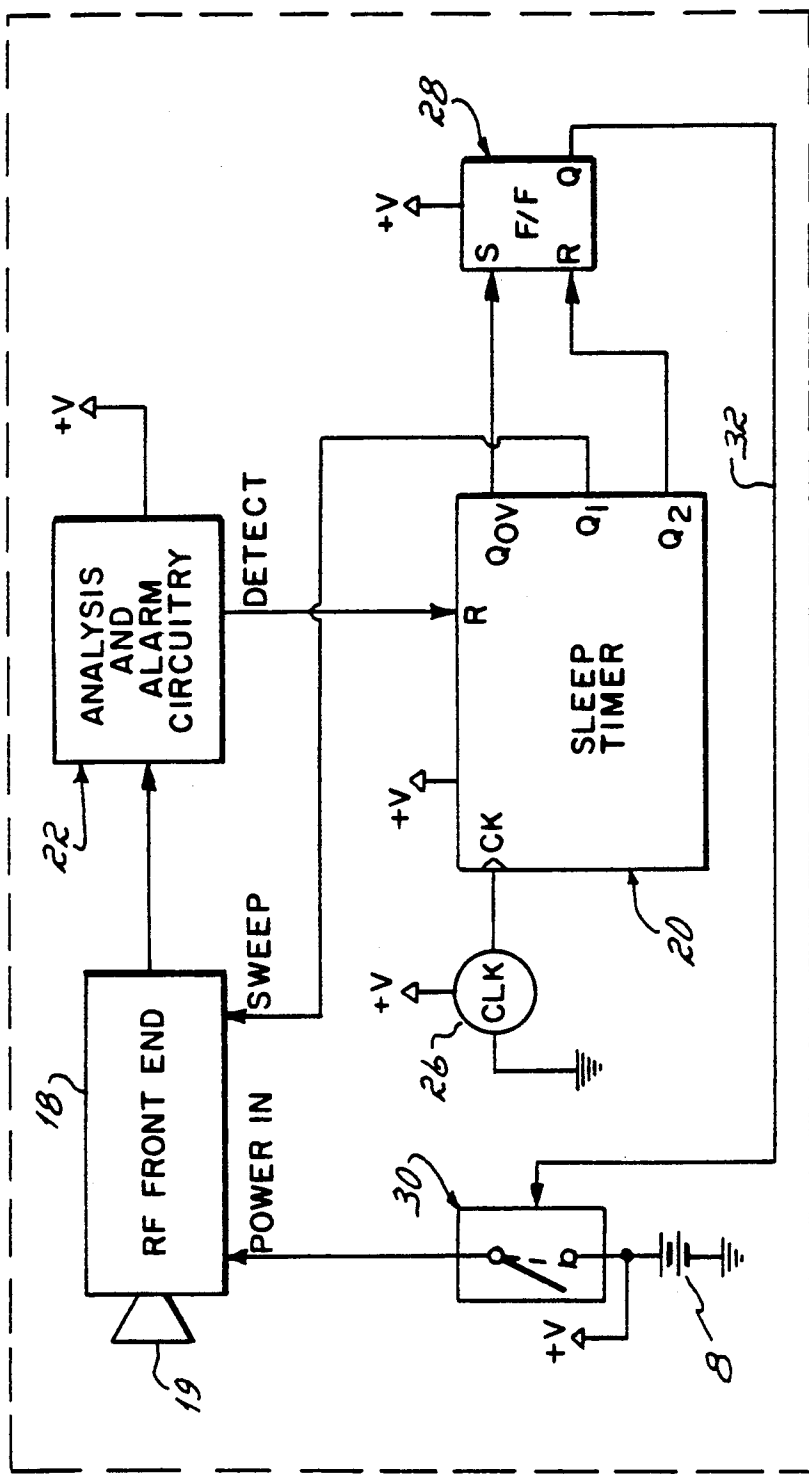 22
ANALYSIS
AND
ALARM
CIRCUITRY
+V
18
RF FRONT END
19
POWER IN
SWEEP
DETECT
28
+V
S
F/F
R
Q
+V
CK
R
QOV
Q1
Q2
SLEEP
TIMER
20
+V
CLK
26
30
+V
8
32